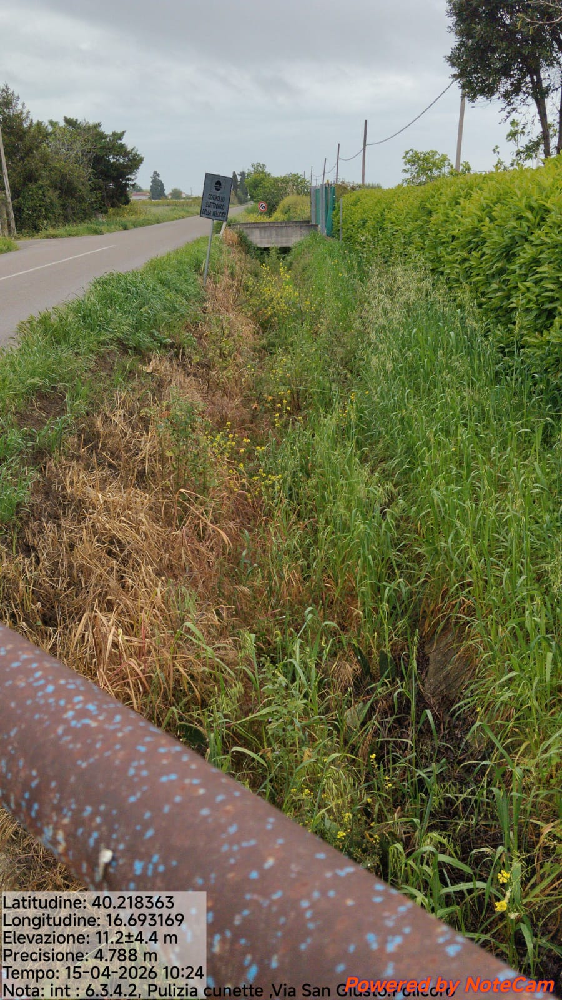 CONTROLLO
ELETTRONICO
DELLA VELOCITA'
50
Latitudine: 40.218363
Longitudine: 16.693169
Elevazione: 11.2±4.4 m
Precisione: 4.788 m
Tempo: 15-04-2026 10:24
Nota: int : 6.3.4.2, Pulizia cunette ,Via San Giusto.Policoro
Powered by NoteCam